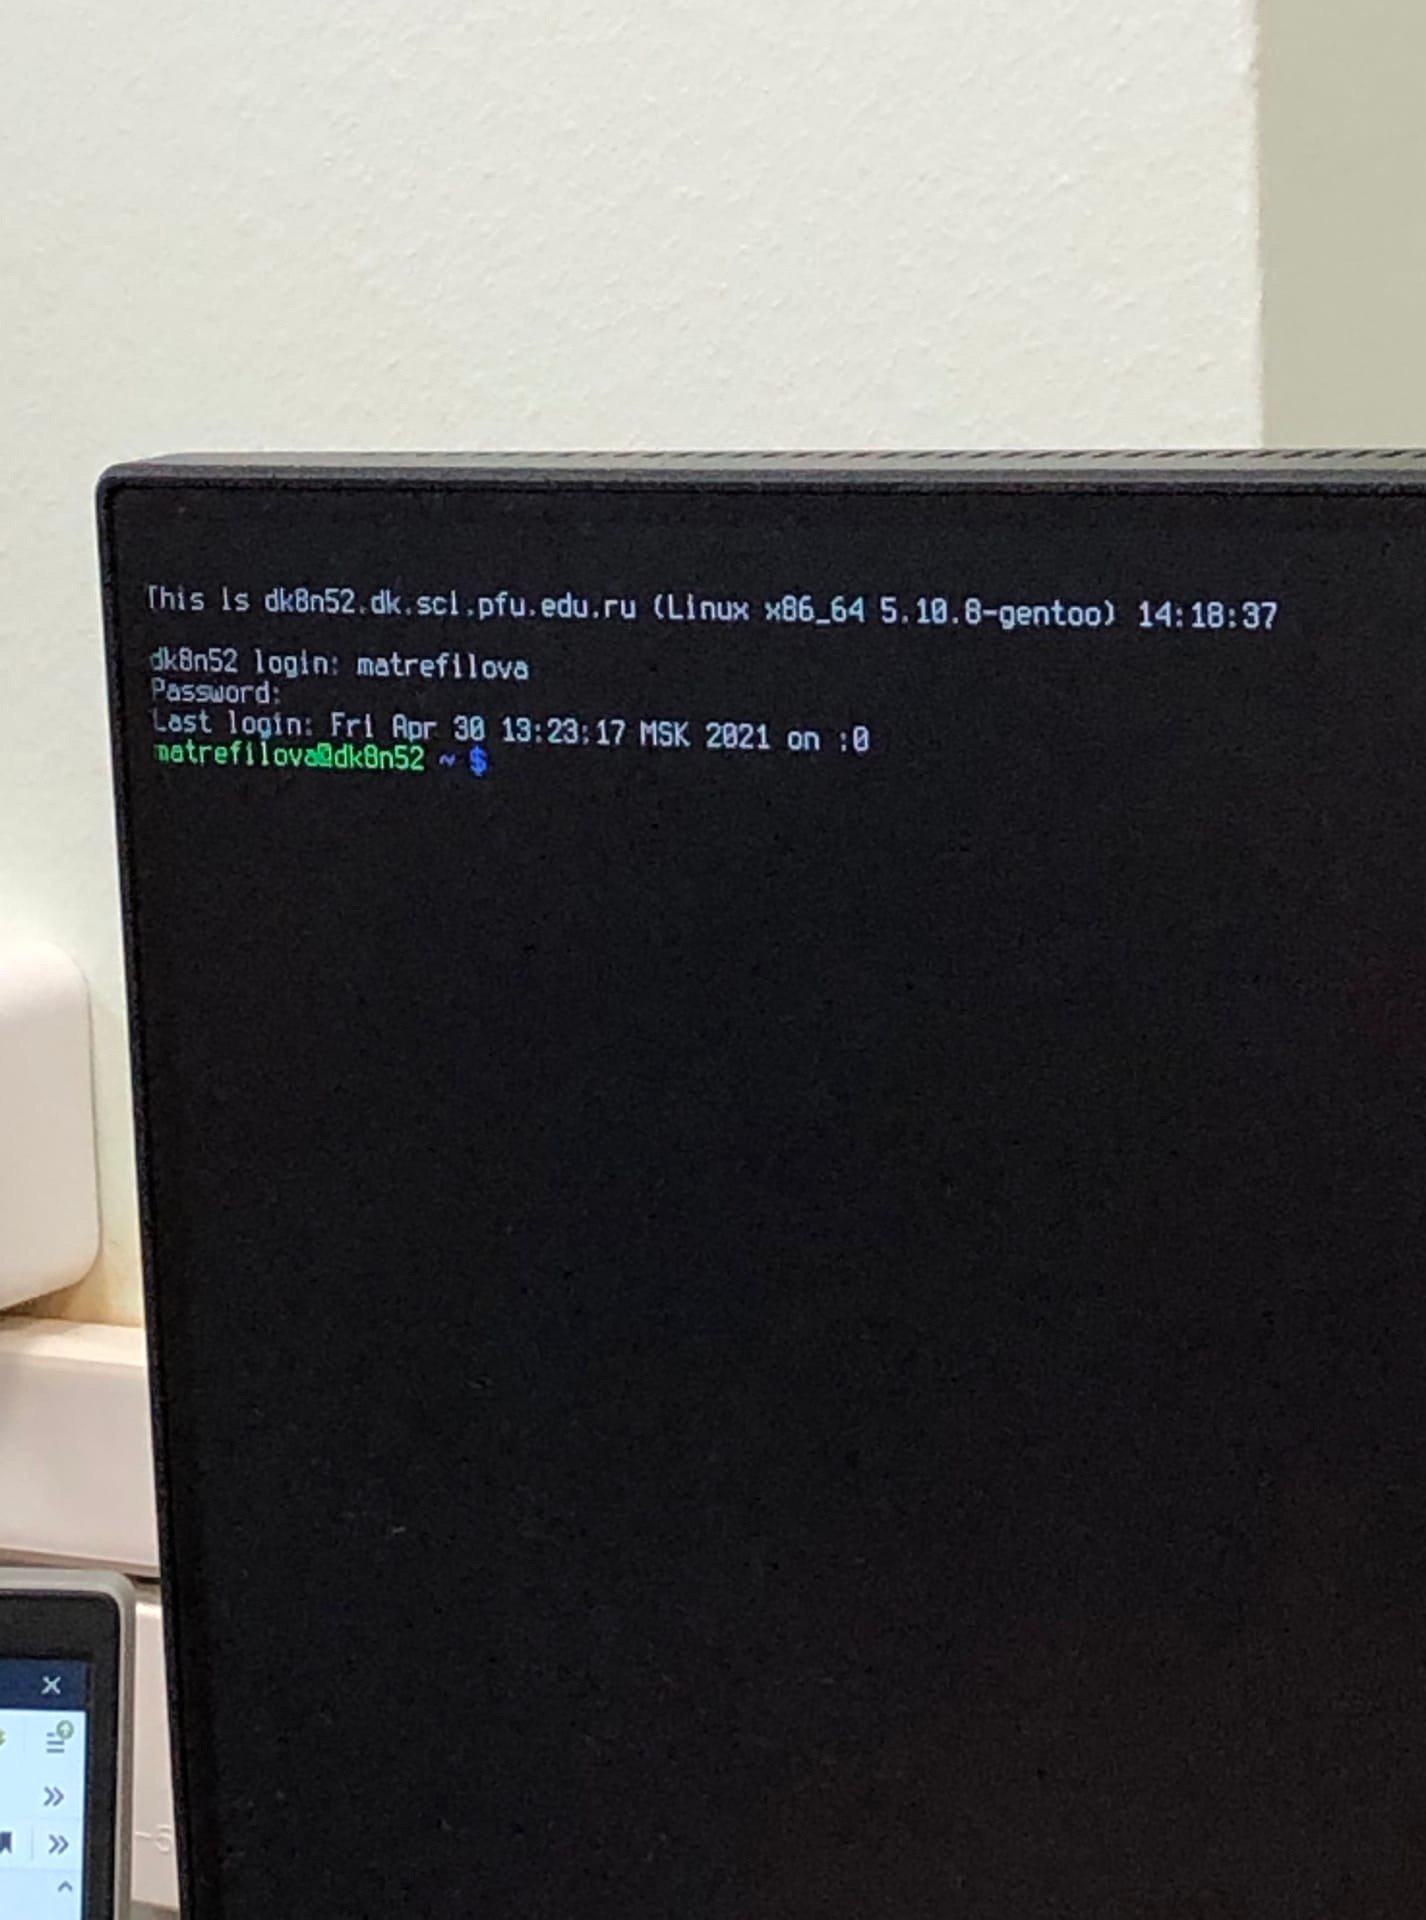 This is dk8n52.dk.sci.pfu.edu.ru (Linux x86_64 5.10.8-gentoo) 14:18:37
dk8n52 login: matrefilova
Password:
Last login: Fri Apr 30 13:23:17 MSK 2021 on :0
matrefilova@dk8n52 ~ $
-5